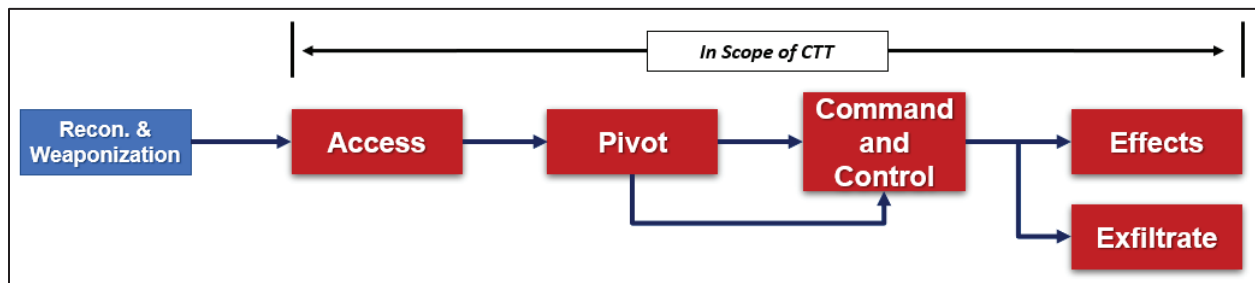 In Scope of CTT
Recon. &
Weaponization
Access
Pivot
Command
and
Control
Effects
Exfiltrate